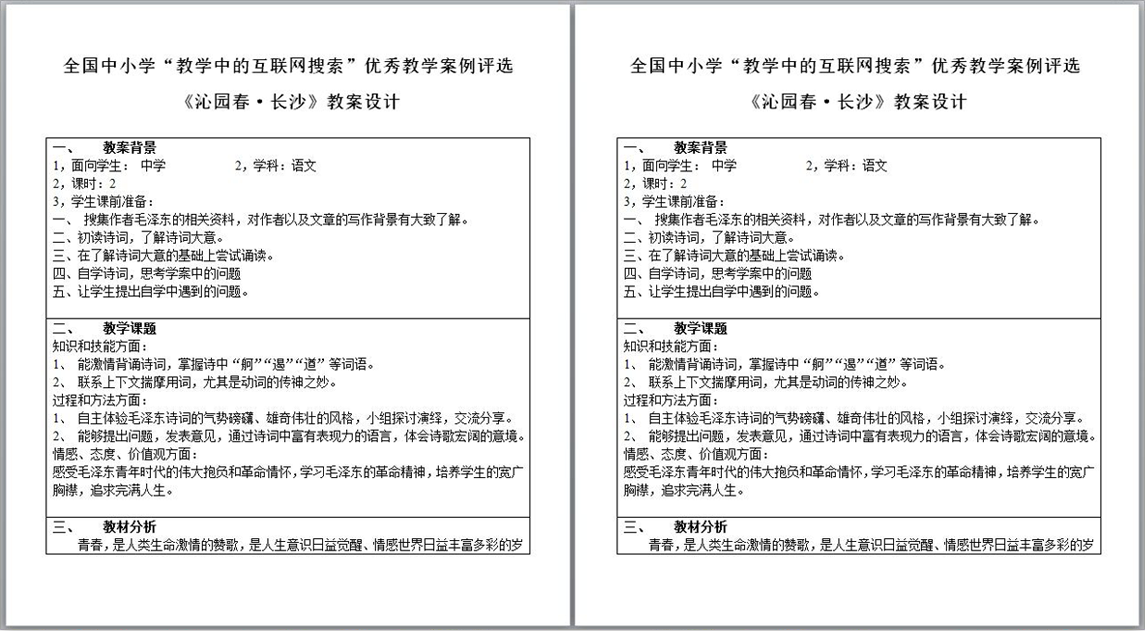 全国中小学“教学中的互联网搜索”优秀教学案例评选
《沁园春·长沙》教案设计
一、 教案背景
1，面向学生： 中学 2，学科：语文
2，课时：2
3，学生课前准备：
一、 搜集作者毛泽东的相关资料，对作者以及文章的写作背景有大致了解。
二、初读诗词，了解诗词大意。
三、在了解诗词大意的基础上尝试诵读。
四、自学诗词，思考学案中的问题
五、让学生提出自学中遇到的问题。
二、 教学课题
知识和技能方面：
1、 能激情背诵诗词，掌握诗中“舸”“遏”“遒”等词语。
2、 联系上下文揣摩用词，尤其是动词的传神之妙。
过程和方法方面：
1、 自主体验毛泽东诗词的气势磅礴、雄奇伟壮的风格，小组探讨演绎，交流分享。
2、 能够提出问题，发表意见，通过诗词中富有表现力的语言，体会诗歌宏阔的意境。
情感、态度、价值观方面：
感受毛泽东青年时代的伟大抱负和革命情怀，学习毛泽东的革命精神，培养学生的宽广
胸襟，追求完满人生。
三、 教材分析
青春，是人类生命激情的赞歌，是人生意识日益觉醒、情感世界日益丰富多彩的岁
全国中小学“教学中的互联网搜索”优秀教学案例评选
《沁园春·长沙》教案设计
一、 教案背景
1，面向学生： 中学 2，学科：语文
2，课时：2
3，学生课前准备：
一、 搜集作者毛泽东的相关资料，对作者以及文章的写作背景有大致了解。
二、初读诗词，了解诗词大意。
三、在了解诗词大意的基础上尝试诵读。
四、自学诗词，思考学案中的问题
五、让学生提出自学中遇到的问题。
二、 教学课题
知识和技能方面：
1、 能激情背诵诗词，掌握诗中“舸”“遏”“遒”等词语。
2、 联系上下文揣摩用词，尤其是动词的传神之妙。
过程和方法方面：
1、 自主体验毛泽东诗词的气势磅礴、雄奇伟壮的风格，小组探讨演绎，交流分享。
2、 能够提出问题，发表意见，通过诗词中富有表现力的语言，体会诗歌宏阔的意境。
情感、态度、价值观方面：
感受毛泽东青年时代的伟大抱负和革命情怀，学习毛泽东的革命精神，培养学生的宽广
胸襟，追求完满人生。
三、 教材分析
青春，是人类生命激情的赞歌，是人生意识日益觉醒、情感世界日益丰富多彩的岁